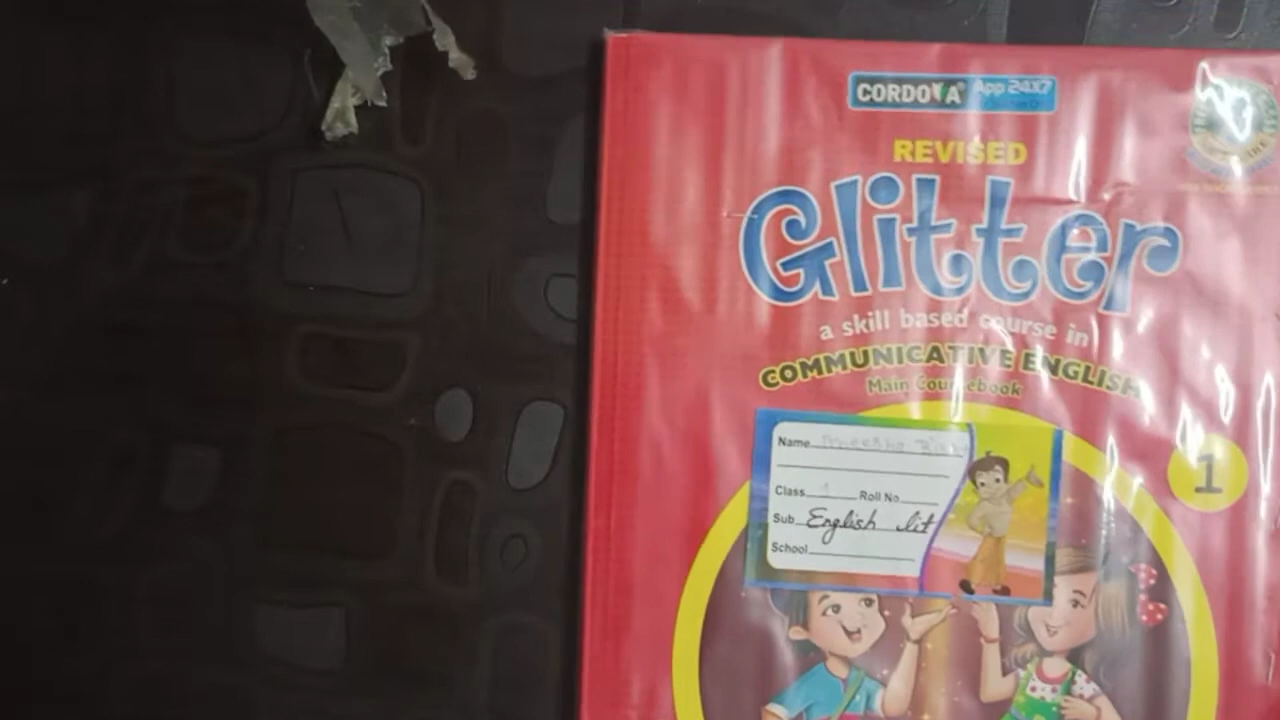 CORDOVA App 24X7
REVISED
Glitter
a skill based course in
COMMUNICATIVE ENGLISH
Main Coursebook
1
Name
Class Roll No
Sub English lit
School